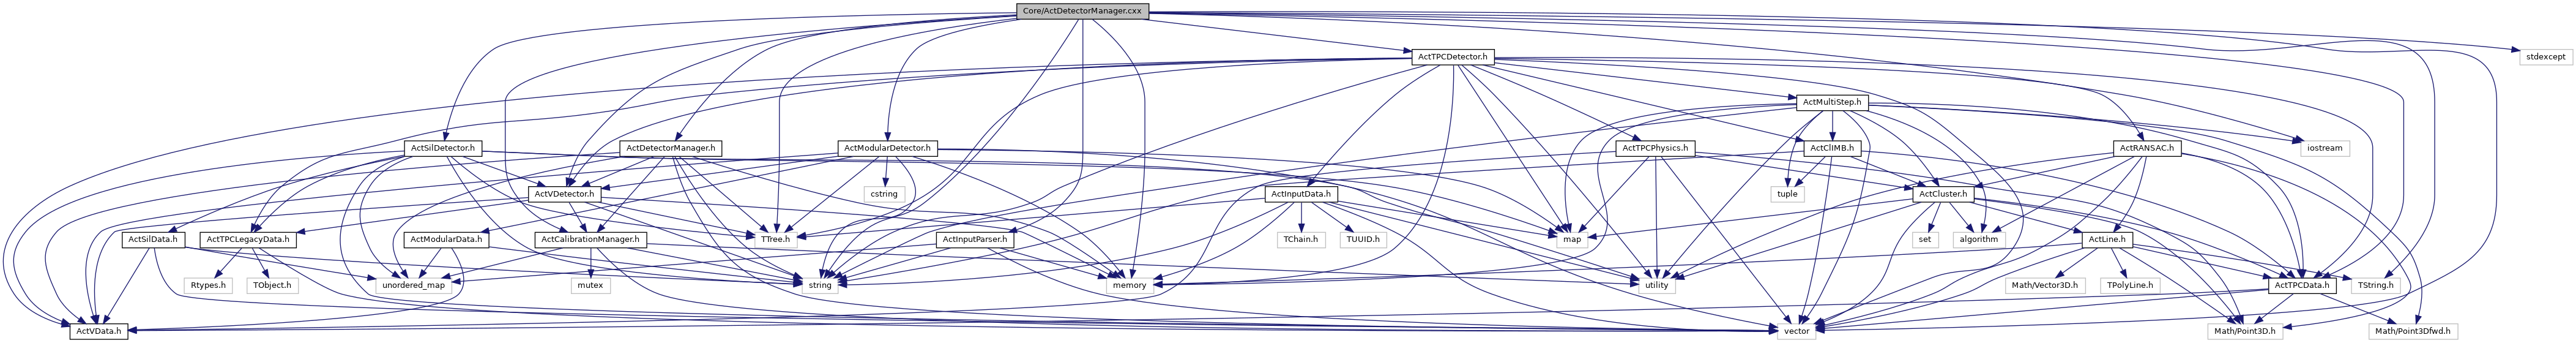 Core/ActDetectorManager.cxx
ActTPCDetector.h
stdexcept
ActMultiStep.h
ActSilDetector.h
ActDetectorManager.h
ActModularDetector.h
ActTPCPhysics.h
ActClIMB.h
ActRANSAC.h
iostream
ActVDetector.h
cstring
ActInputData.h
tuple
ActCluster.h
ActSilData.h
ActTPCLegacyData.h
ActModularData.h
ActCalibrationManager.h
TTree.h
ActInputParser.h
TChain.h
TUUID.h
map
set
algorithm
ActLine.h
Rtypes.h
TObject.h
unordered_map
mutex
string
memory
utility
Math/Vector3D.h
TPolyLine.h
ActTPCData.h
TString.h
ActVData.h
vector
Math/Point3D.h
Math/Point3Dfwd.h